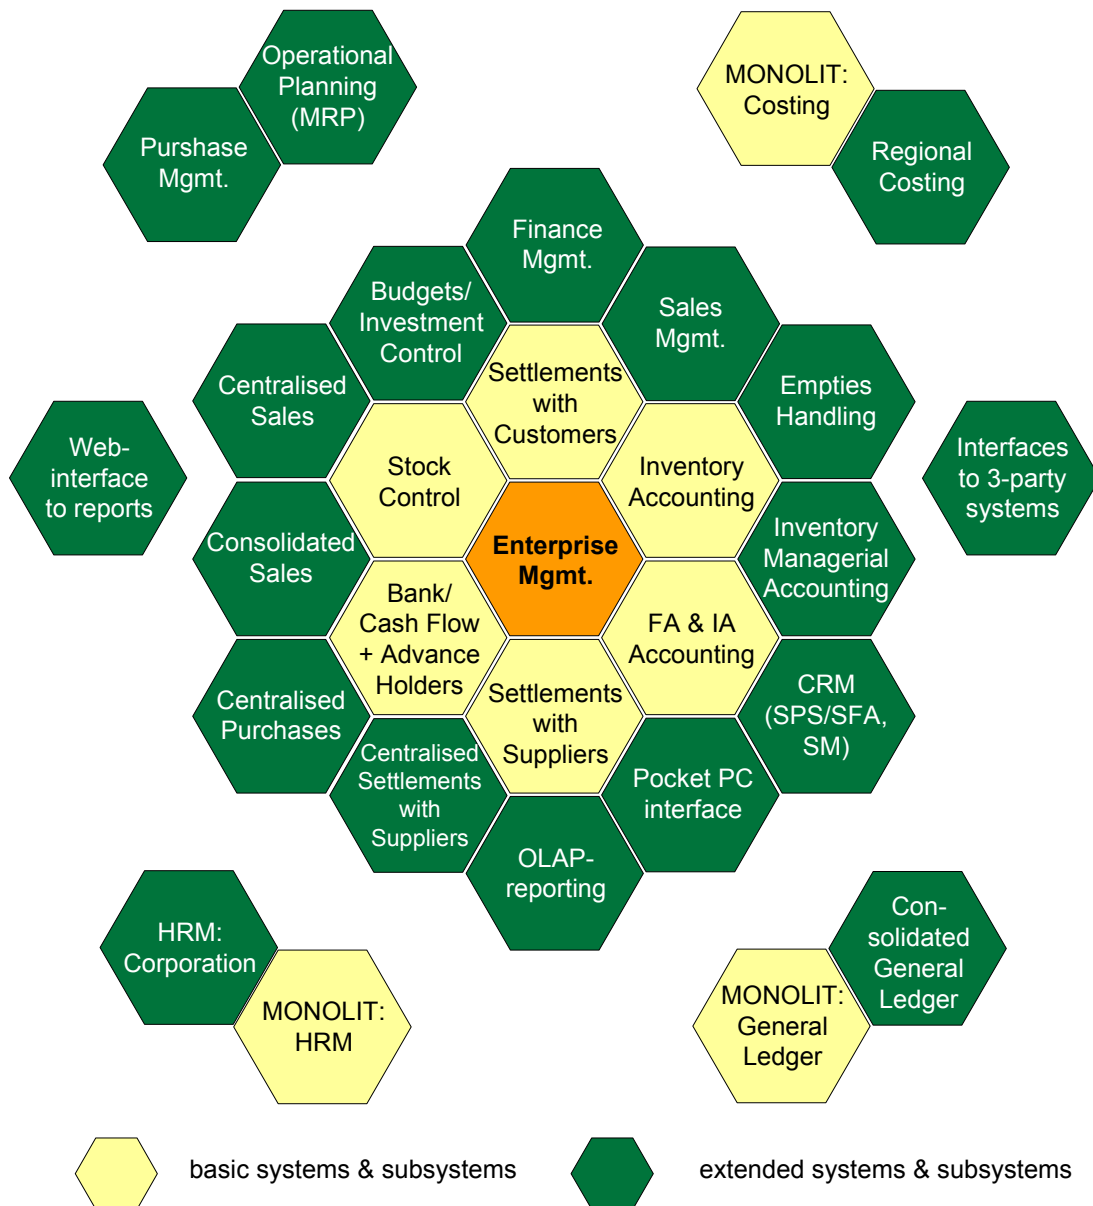 Operational
Planning
(MRP)
Purshase
Mgmt.
MONOLIT:
Costing
Regional
Costing
Finance
Mgmt.
Budgets/
Investment
Control
Sales
Mgmt.
Centralised
Sales
Settlements
with
Customers
Empties
Handling
Web-
interface
to reports
Stock
Control
Inventory
Accounting
Interfaces
to 3-party
systems
Consolidated
Sales
Enterprise
Mgmt.
Inventory
Managerial
Accounting
Bank/
Cash Flow
+ Advance
Holders
FA & IA
Accounting
Centralised
Purchases
Settlements
with
Suppliers
CRM
(SPS/SFA,
SM)
Centralised
Settlements
with
Suppliers
Pocket PC
interface
OLAP-
reporting
HRM:
Corporation
MONOLIT:
HRM
Con-
solidated
General
Ledger
MONOLIT:
General
Ledger
basic systems & subsystems
extended systems & subsystems